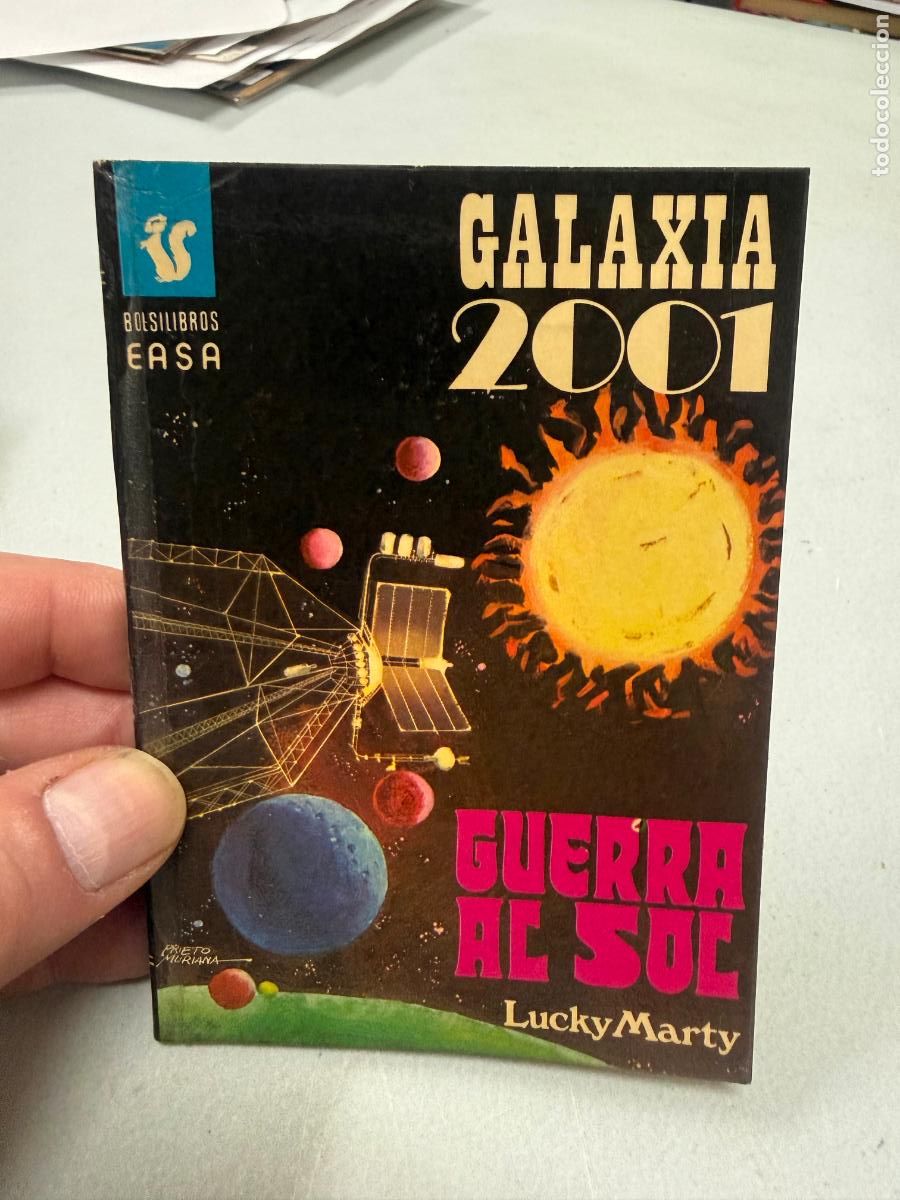 GALAXIA
2001
BOLSILIBROS
EASA
GUERRA
AL SOL
Lucky Marty
PRIETO
MURIANA
todocoleccion